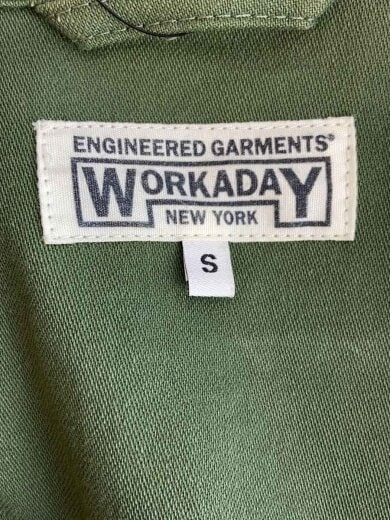 ENGINEERED GARMENTS®
WORKADAY
NEW YORK
S